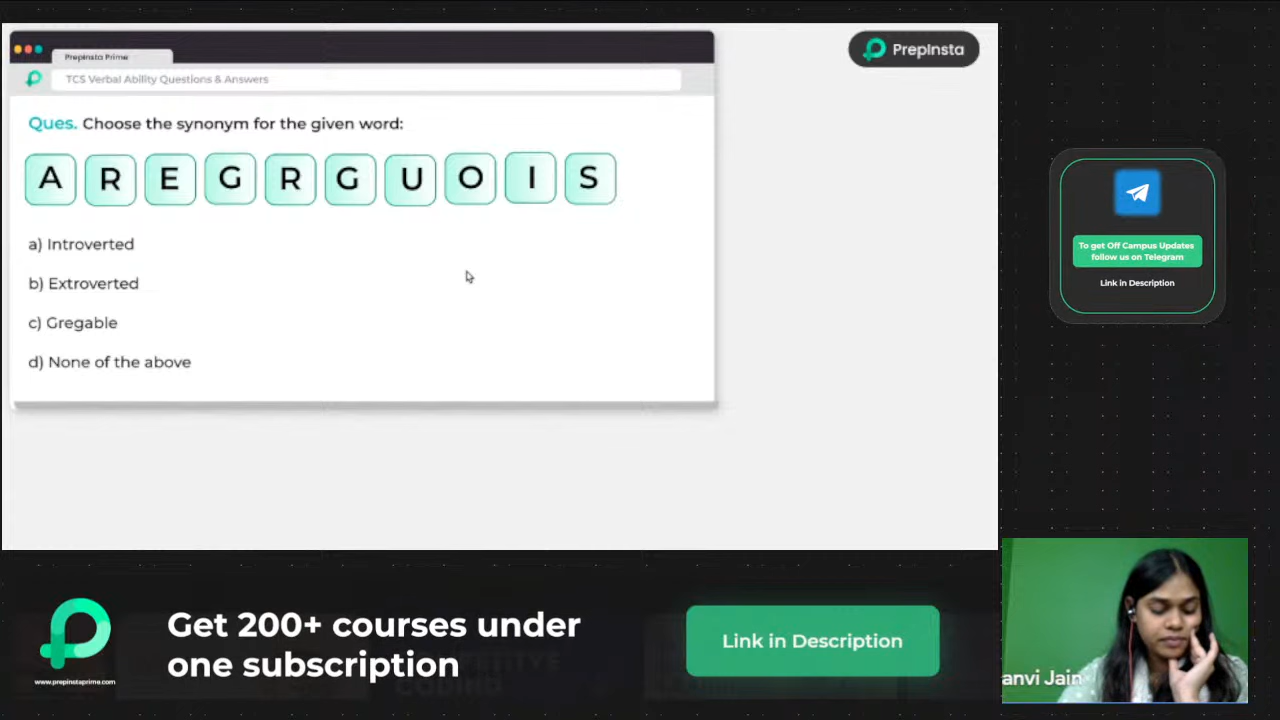 PrepInsta Prime
TCS Verbal Ability Questions & Answers
PrepInsta
Ques. Choose the synonym for the given word:
A R E G R G U O I S
a) Introverted
b) Extroverted
c) Gregable
d) None of the above
To get Off Campus Updates
follow us on Telegram
Link in Description
Get 200+ courses under
one subscription
www.prepinstaprime.com
Link in Description
anvi Jain